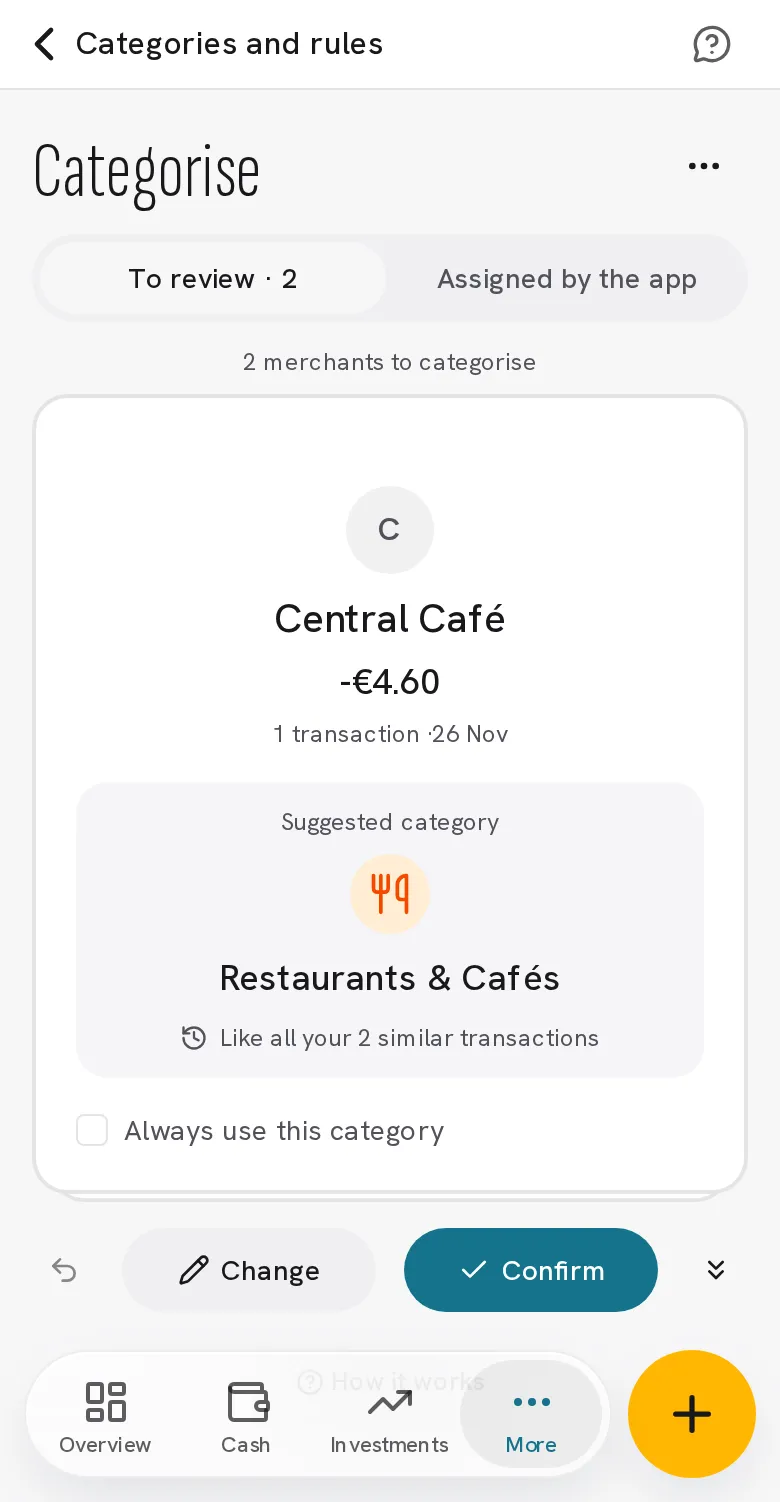 Categories and rules
Categorise
To review · 2
Assigned by the app
2 merchants to categorise
C
Central Café
-€4.60
1 transaction ·26 Nov
Suggested category
Restaurants & Cafés
Like all your 2 similar transactions
Always use this category
Change
Confirm
How it works
Overview
Cash
Investments
More